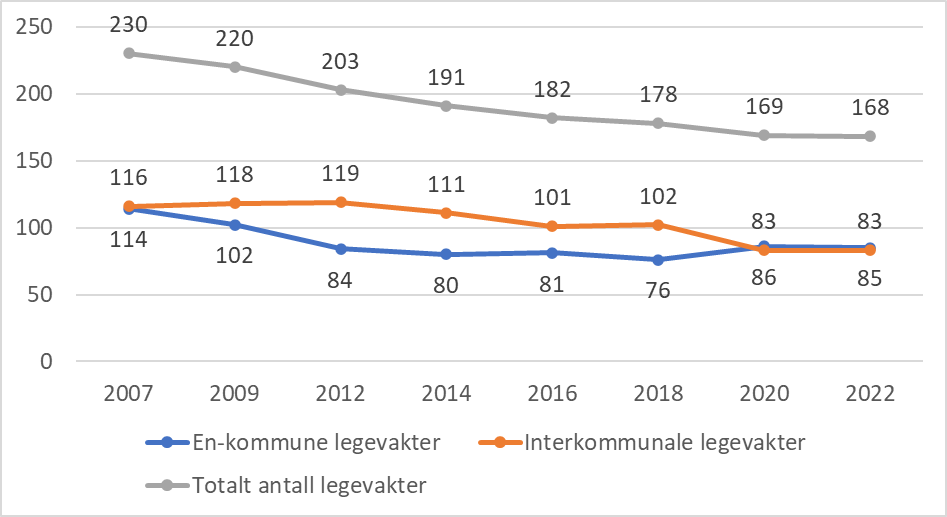 250
200
150
100
50
0
230 220 203 191 182 178 169 168
116 118 119 111 101 102 83 83
114 102 84 80 81 76 86 85
2007 2009 2012 2014 2016 2018 2020 2022
En-kommune legevakter Interkommunale legevakter
Totalt antall legevakter